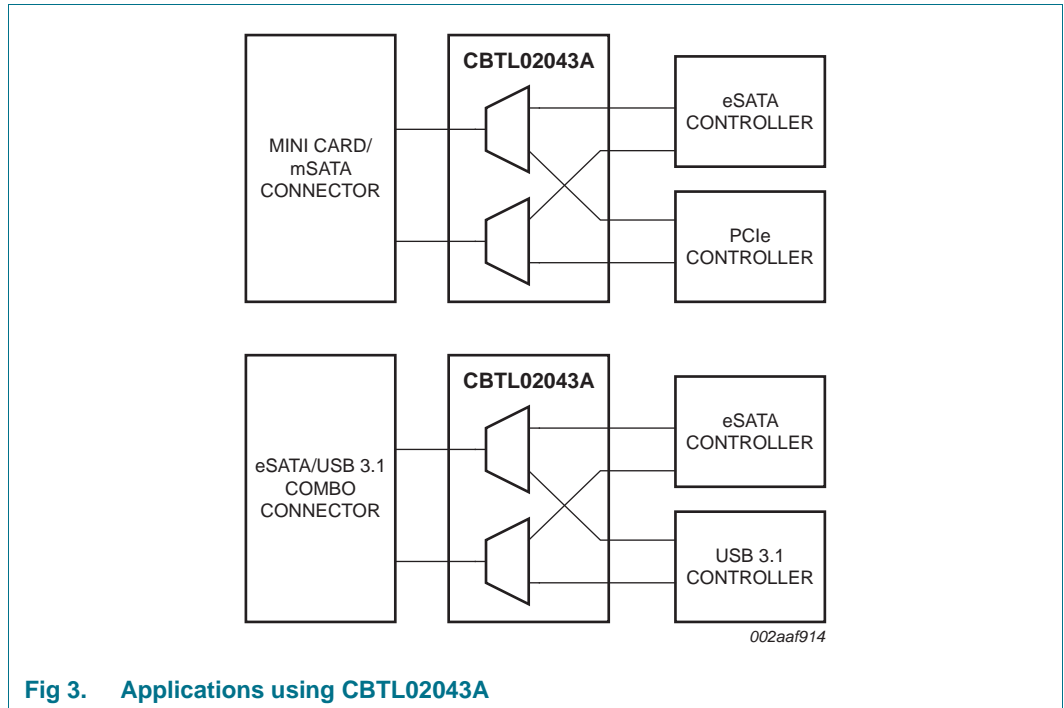 CBTL02043A
MINI CARD/
mSATA
CONNECTOR
eSATA
CONTROLLER
PCIe
CONTROLLER
CBTL02043A
eSATA/USB 3.1
COMBO
CONNECTOR
eSATA
CONTROLLER
USB 3.1
CONTROLLER
002aaf914
Fig 3. Applications using CBTL02043A